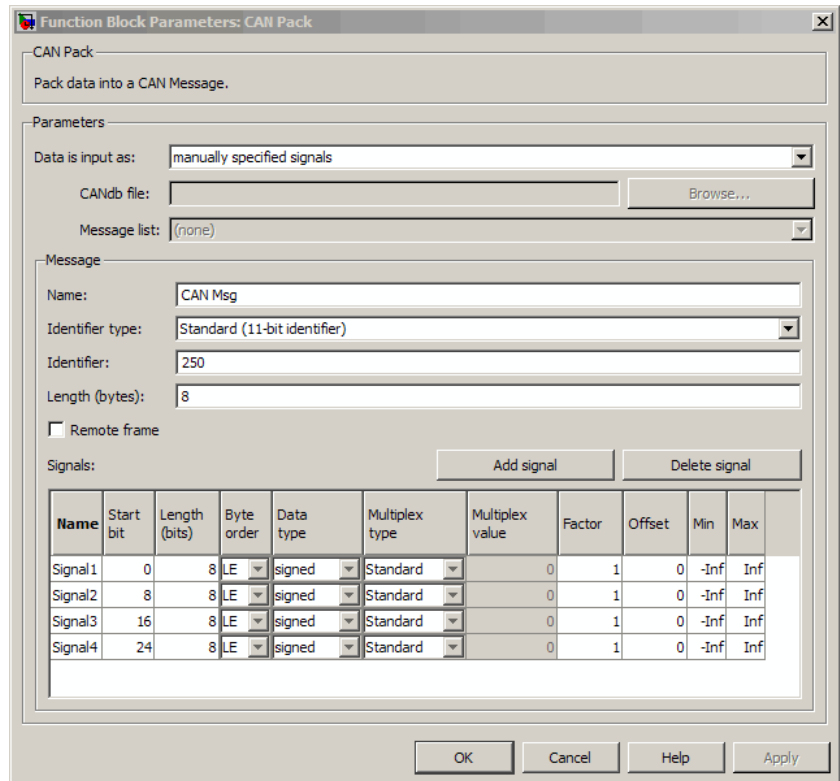 Function Block Parameters: CAN Pack
CAN Pack
Pack data into a CAN Message.
Parameters
Data is input as: manually specified signals
CANdb file: Browse...
Message list: (none)
Message
Name: CAN Msg
Identifier type: Standard (11-bit identifier)
Identifier: 250
Length (bytes): 8
Remote frame
Signals: Add signal Delete signal
Name Start bit Length (bits) Byte order Data type Multiplex type Multiplex value Factor Offset Min Max
Signal1 0 8 LE signed Standard 0 1 0 -Inf Inf
Signal2 8 8 LE signed Standard 0 1 0 -Inf Inf
Signal3 16 8 LE signed Standard 0 1 0 -Inf Inf
Signal4 24 8 LE signed Standard 0 1 0 -Inf Inf
OK Cancel Help Apply